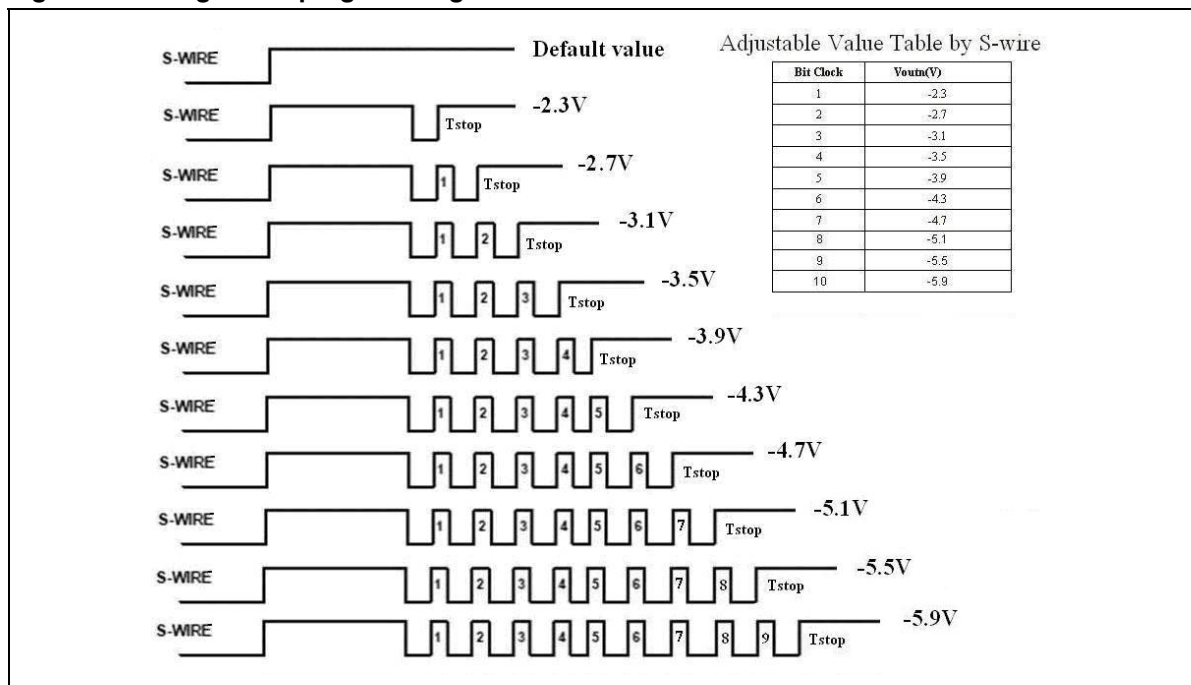 S-WIRE Default value
S-WIRE Tstop -2.3V
S-WIRE 1 Tstop -2.7V
S-WIRE 1 2 Tstop -3.1V
S-WIRE 1 2 3 Tstop -3.5V
S-WIRE 1 2 3 4 Tstop -3.9V
S-WIRE 1 2 3 4 5 Tstop -4.3V
S-WIRE 1 2 3 4 5 6 Tstop -4.7V
S-WIRE 1 2 3 4 5 6 7 Tstop -5.1V
S-WIRE 1 2 3 4 5 6 7 8 Tstop -5.5V
S-WIRE 1 2 3 4 5 6 7 8 9 Tstop -5.9V
Adjustable Value Table by S-wire
Bit Clock Voutn(V)
1 -2.3
2 -2.7
3 -3.1
4 -3.5
5 -3.9
6 -4.3
7 -4.7
8 -5.1
9 -5.5
10 -5.9